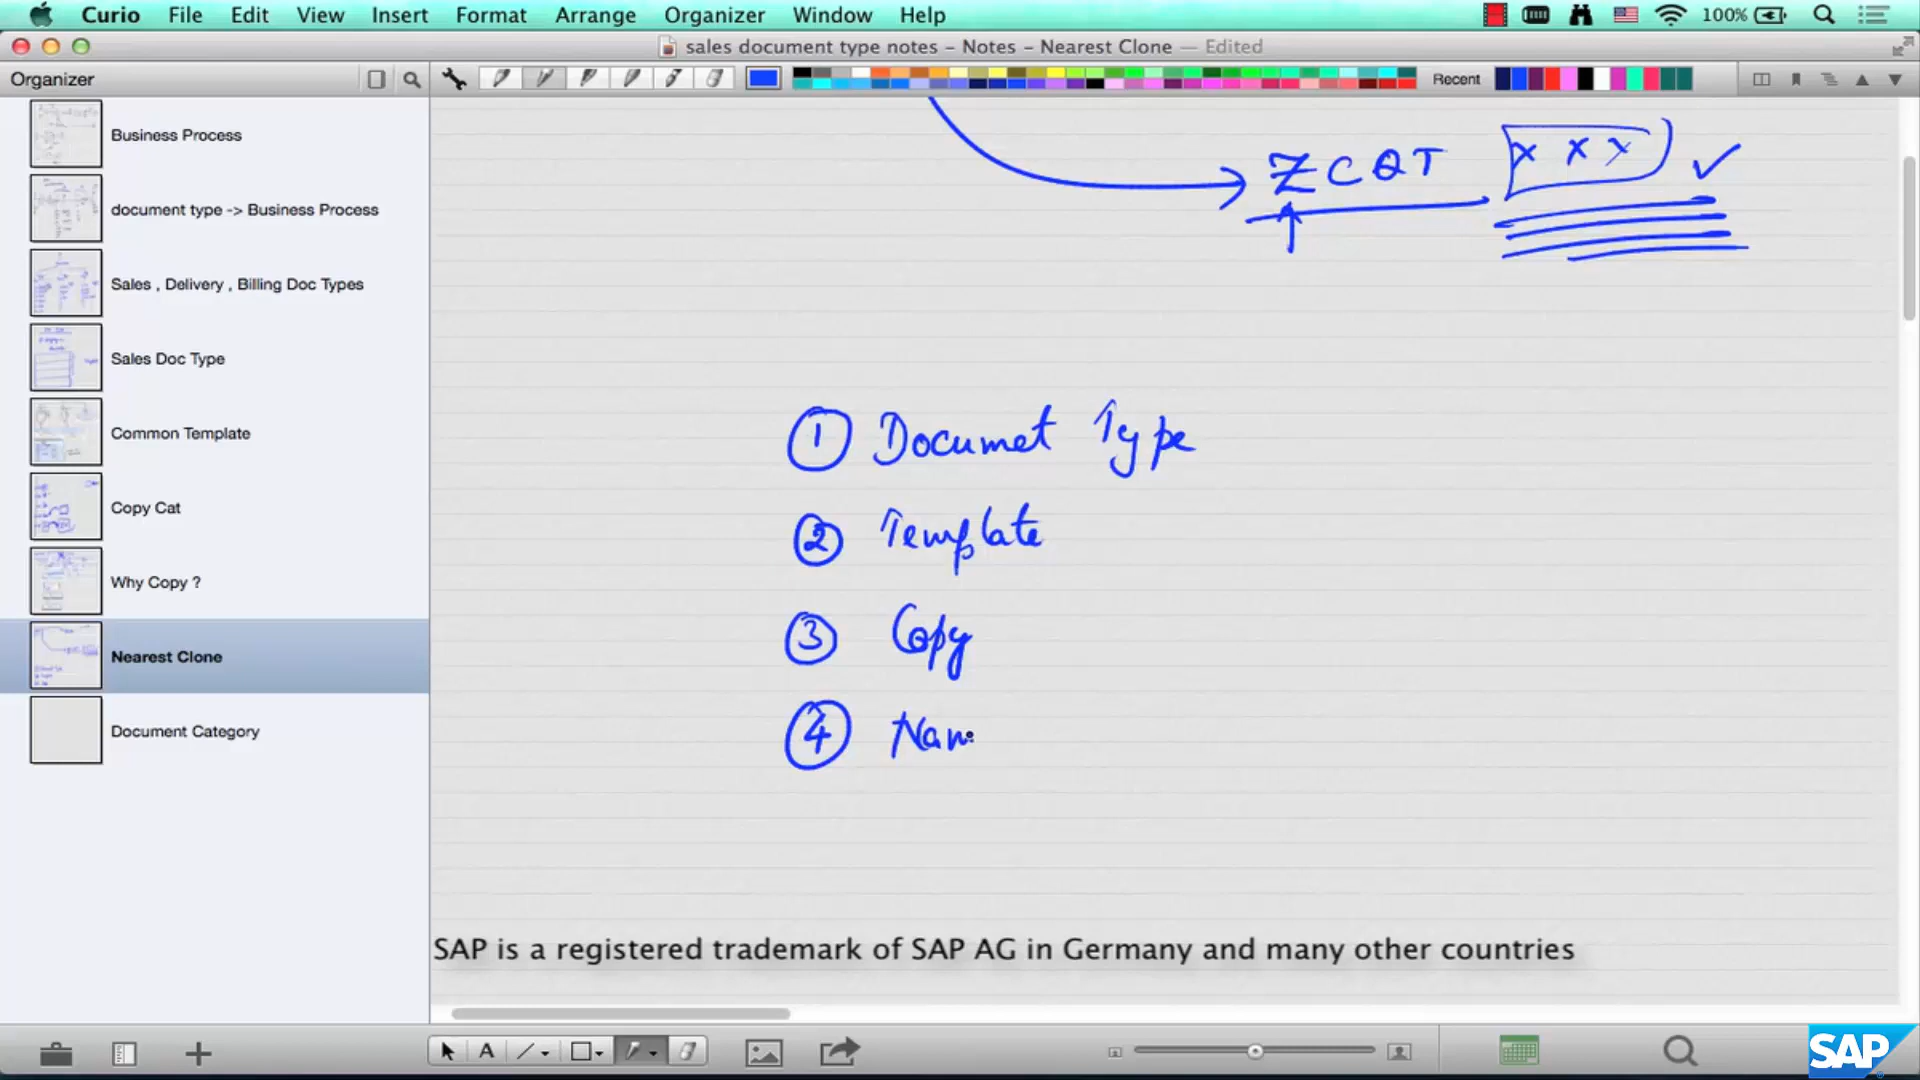 Curio File Edit View Insert Format Arrange Organizer Window Help 100%
sales document type notes – Notes – Nearest Clone — Edited
Organizer
Recent
Business Process
document type -> Business Process
Sales , Delivery , Billing Doc Types
Sales Doc Type
Common Template
Copy Cat
Why Copy ?
Nearest Clone
Document Category
ZCQT x x x
1 Documet Type
2 Template
3 Copy
4 Nam
SAP is a registered trademark of SAP AG in Germany and many other countries
A
SAP